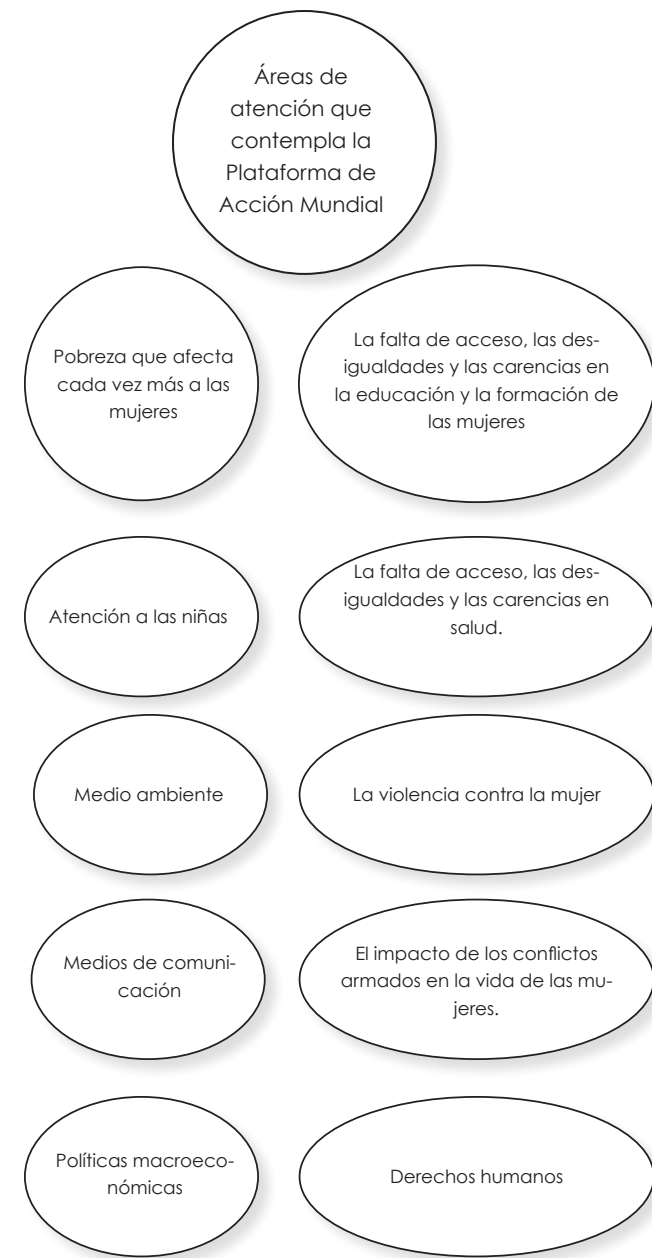 Áreas de
atención que
contempla la
Plataforma de
Acción Mundial
Pobreza que afecta
cada vez más a las
mujeres
La falta de acceso, las des-
igualdades y las carencias en
la educación y la formación de
las mujeres
Atención a las niñas
La falta de acceso, las des-
igualdades y las carencias en
salud.
Medio ambiente
La violencia contra la mujer
Medios de comuni-
cación
El impacto de los conflictos
armados en la vida de las mu-
jeres.
Políticas macroeco-
nómicas
Derechos humanos